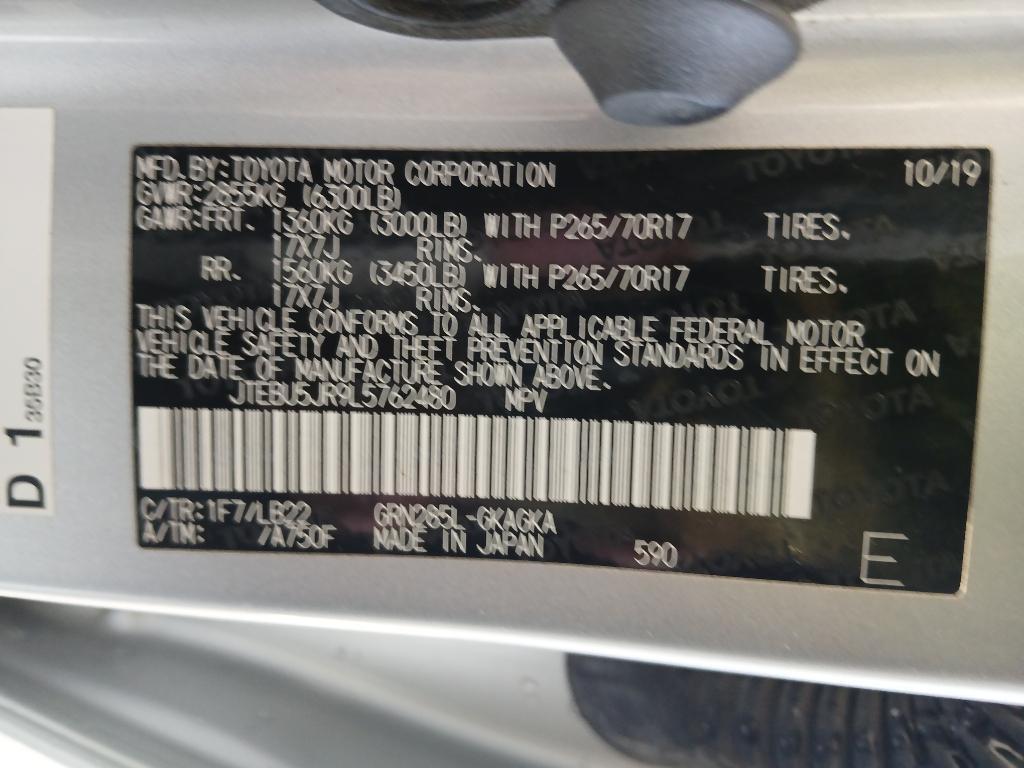 MFD.BY:TOYOTA MOTOR CORPORATION 10/19
GVWR:2855KG (6300LB)
GAWR:FRT. 1360KG (3000LB) WITH P265/70R17 TIRES.
17X7J RIMS.
RR. 1560KG (3450LB) WITH P265/70R17 TIRES.
17X7J RIMS.
THIS VEHICLE CONFORMS TO ALL APPLICABLE FEDERAL MOTOR
VEHICLE SAFETY AND THEFT PREVENTION STANDARDS IN EFFECT ON
THE DATE OF MANUFACTURE SHOWN ABOVE.
JTEBU5JR9L5762480 MPV
C/TR:1F7/LB22 GRN285L-GKAGKA
A/TM: /A750F MADE IN JAPAN 590
E
D 1